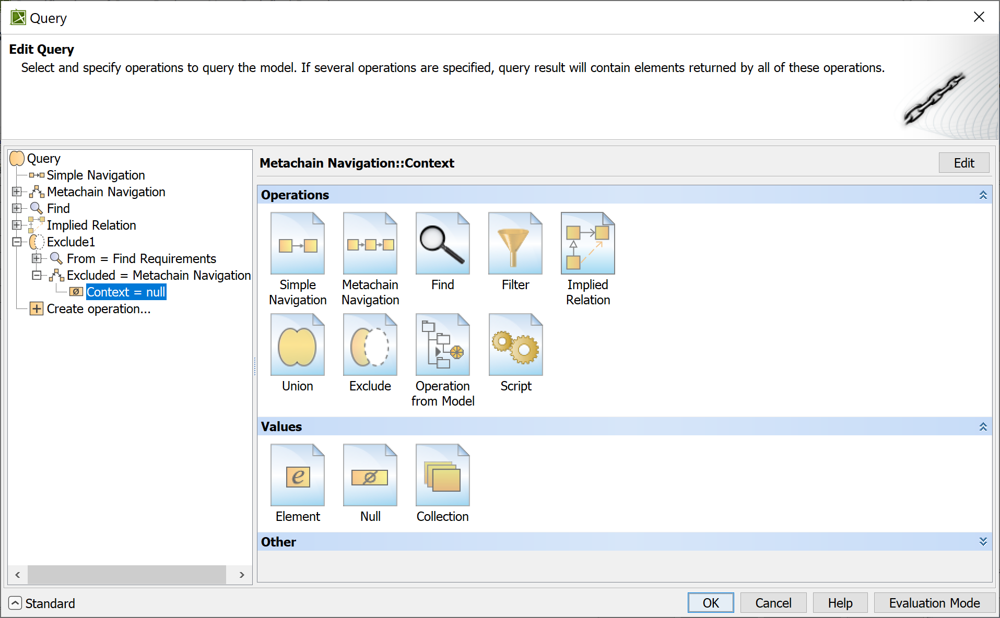 Query
Edit Query
Select and specify operations to query the model. If several operations are specified, query result will contain elements returned by all of these operations.
Query
Simple Navigation
Metachain Navigation
Find
Implied Relation
Exclude1
From = Find Requirements
Excluded = Metachain Navigation
Context = null
Create operation...
Metachain Navigation::Context
Edit
Operations
Simple Navigation
Metachain Navigation
Find
Filter
Implied Relation
Union
Exclude
Operation from Model
Script
Values
e
Element
Null
Collection
Other
Standard
OK
Cancel
Help
Evaluation Mode